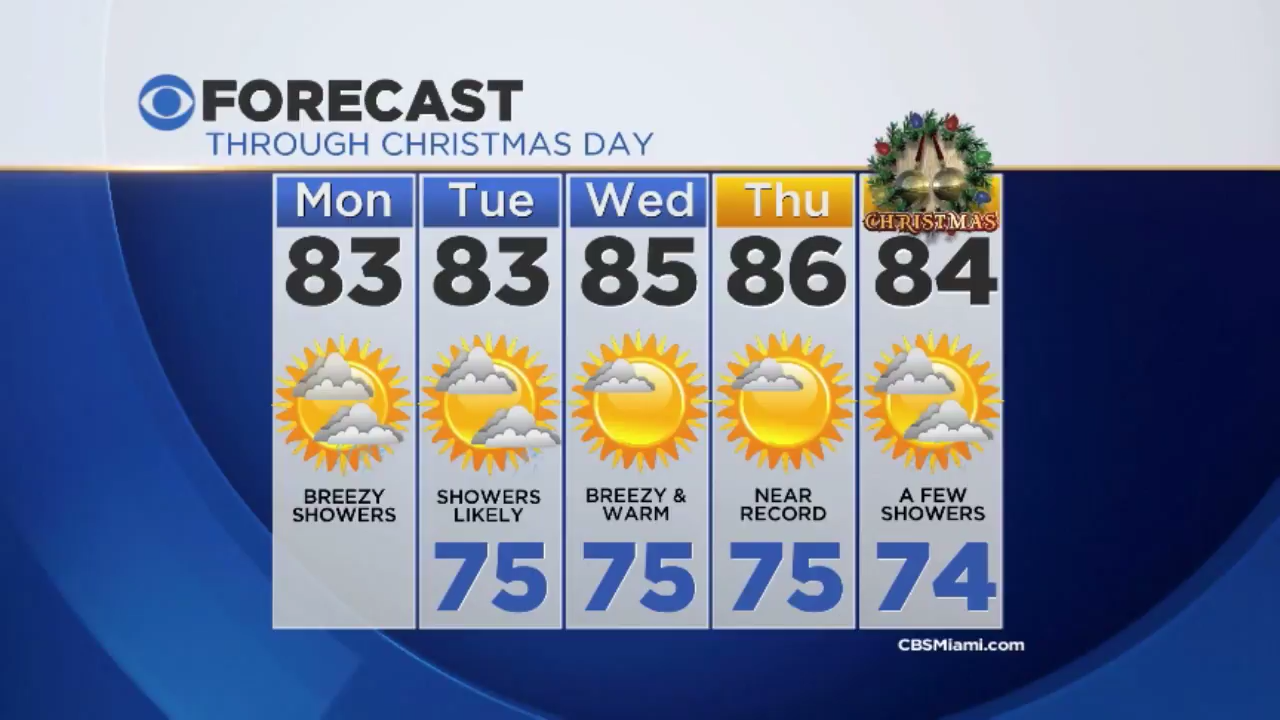 FORECAST
THROUGH CHRISTMAS DAY
Mon Tue Wed Thu CHRISTMAS
83 83 85 86 84
BREEZY SHOWERS BREEZY & NEAR A FEW
SHOWERS LIKELY WARM RECORD SHOWERS
75 75 75 74
CBSMiami.com